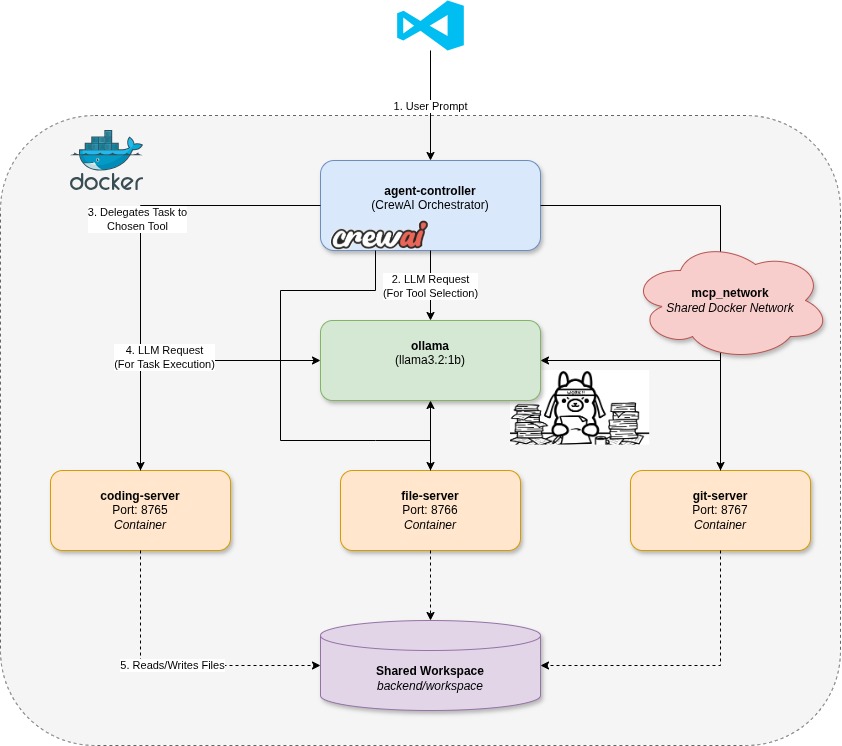 1. User Prompt
docker
agent-controller
(CrewAI Orchestrator)
crewai
3. Delegates Task to
Chosen Tool
2. LLM Request
(For Tool Selection)
mcp_network
Shared Docker Network
ollama
(llama3.2:1b)
4. LLM Request
(For Task Execution)
WORK!!
coding-server
Port: 8765
Container
file-server
Port: 8766
Container
git-server
Port: 8767
Container
5. Reads/Writes Files
Shared Workspace
backend/workspace